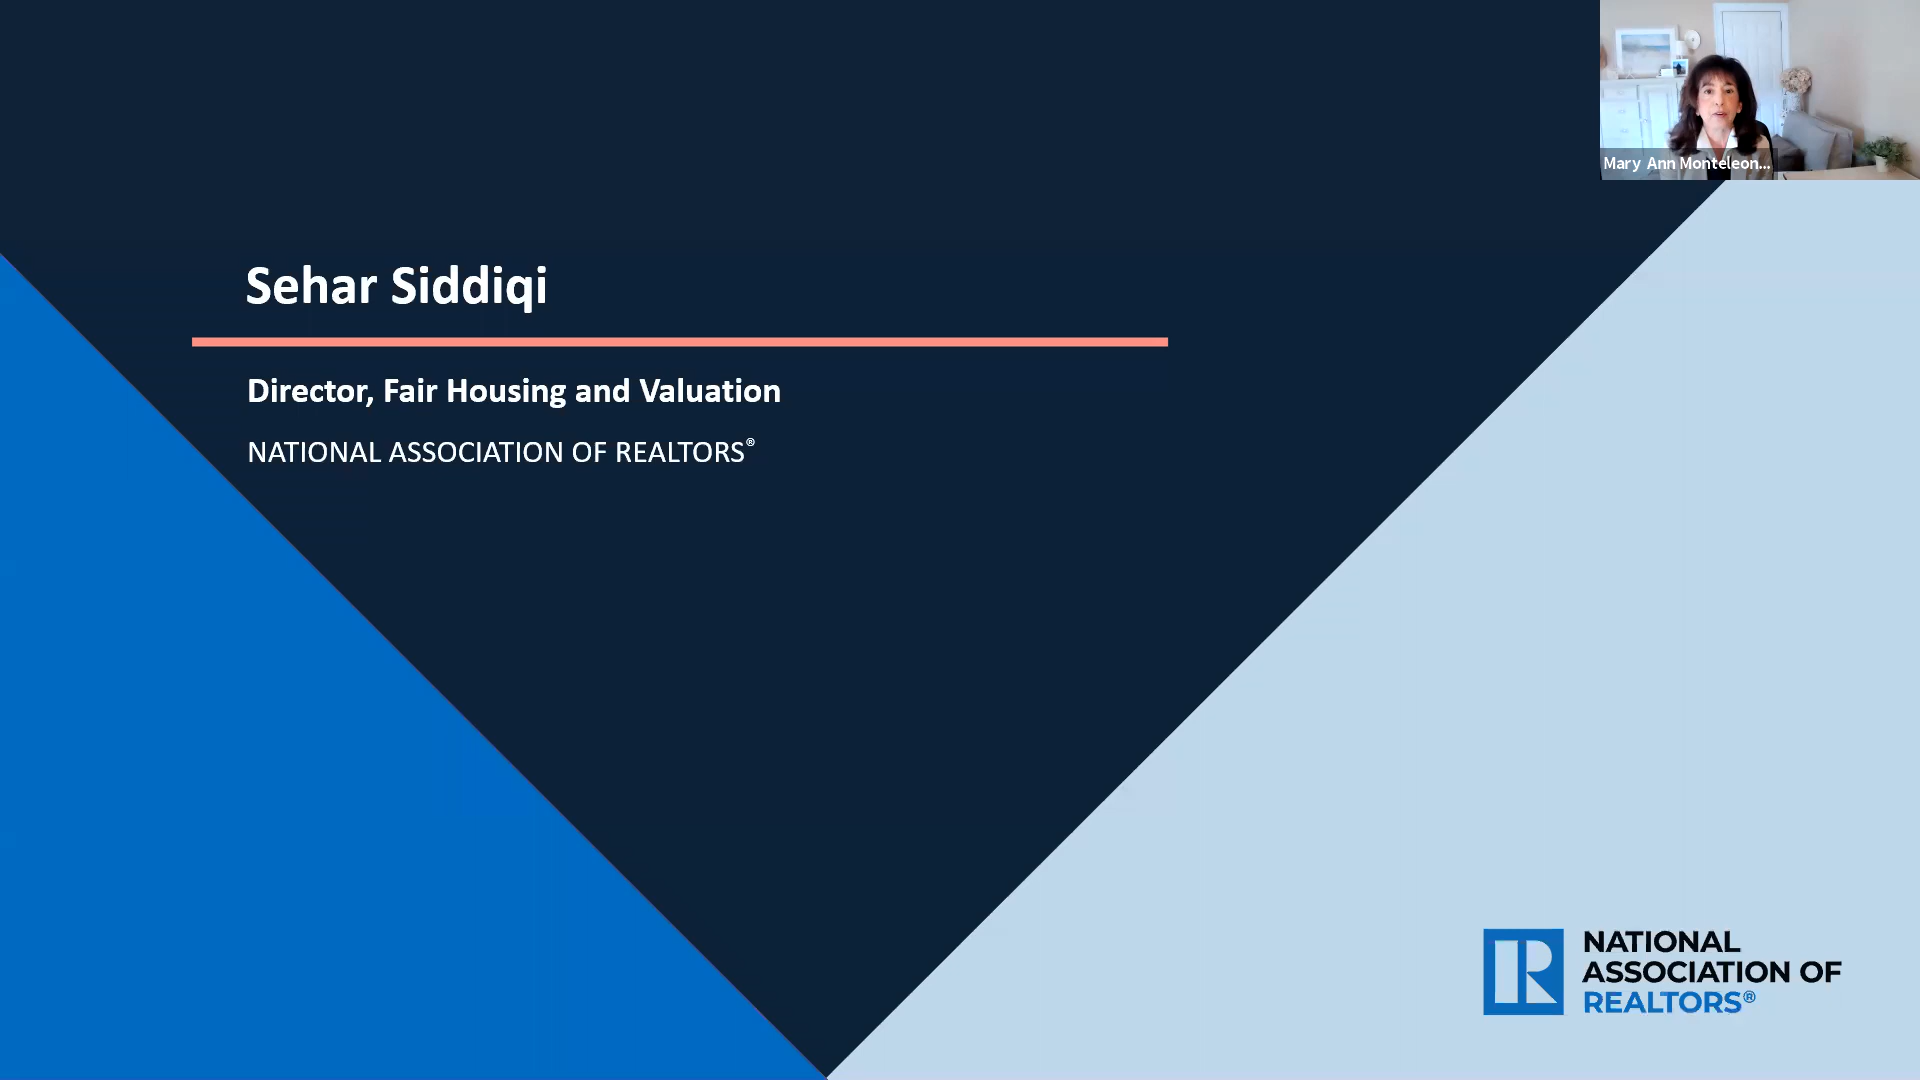 Mary Ann Monteleon...
Sehar Siddiqi
Director, Fair Housing and Valuation
NATIONAL ASSOCIATION OF REALTORS®
NATIONAL
ASSOCIATION OF
REALTORS®